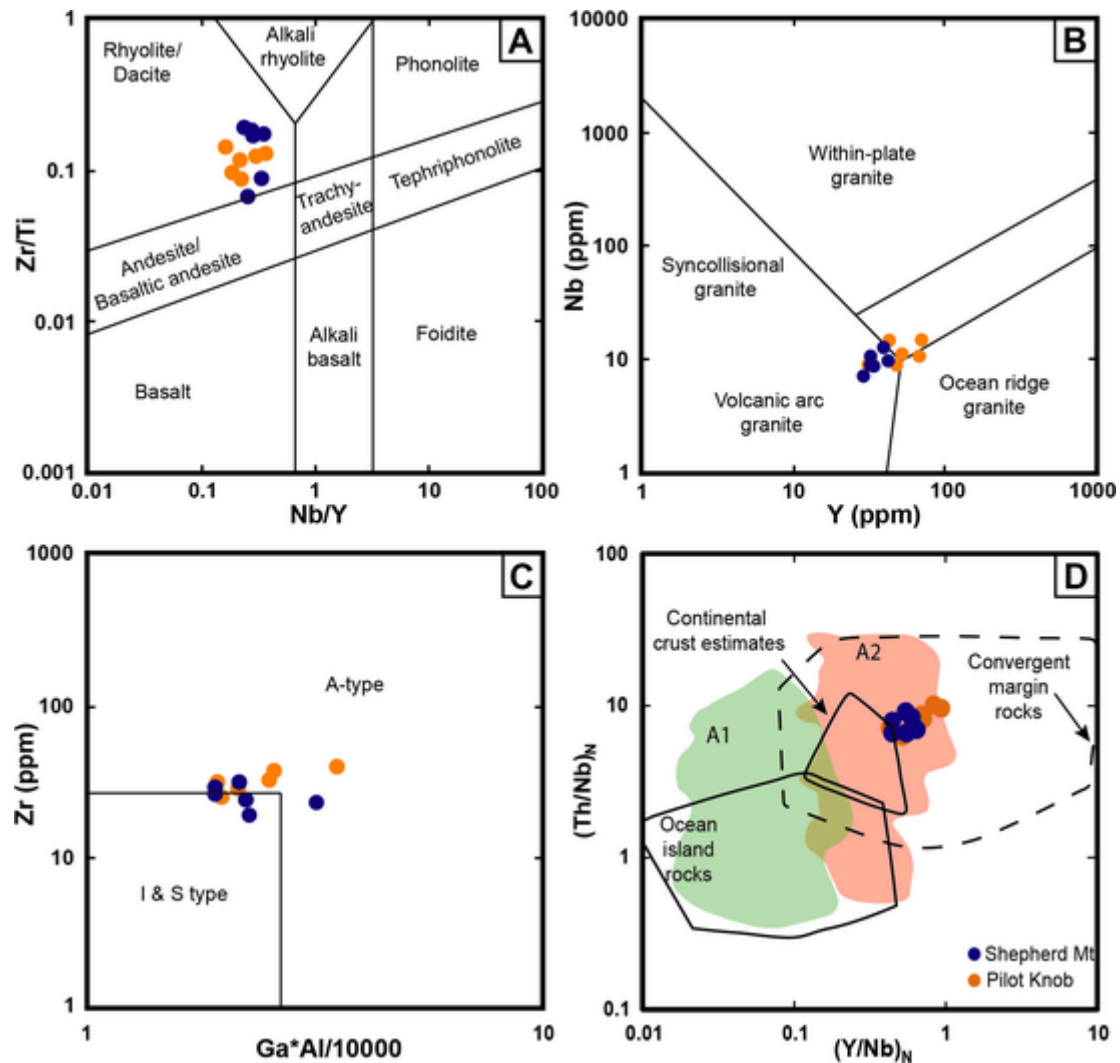 A
1
0.1
0.01
0.001
Zr/Ti
Rhyolite/
Dacite
Alkali
rhyolite
Phonolite
Tephriphonolite
Trachy-
andesite
Andesite/
Basaltic andesite
Alkali
basalt
Foidite
Basalt
0.01
0.1
1
10
100
Nb/Y
B
10000
1000
100
10
1
Nb (ppm)
Within-plate
granite
Syncollisional
granite
Volcanic arc
granite
Ocean ridge
granite
1
10
100
1000
Y (ppm)
C
1000
100
10
1
Zr (ppm)
A-type
I & S type
1
10
Ga*Al/10000
D
100
10
1
0.1
(Th/Nb)N
Continental
crust estimates
A2
Convergent
margin
rocks
A1
Ocean
island
rocks
Shepherd Mt
Pilot Knob
0.01
0.1
1
10
(Y/Nb)N